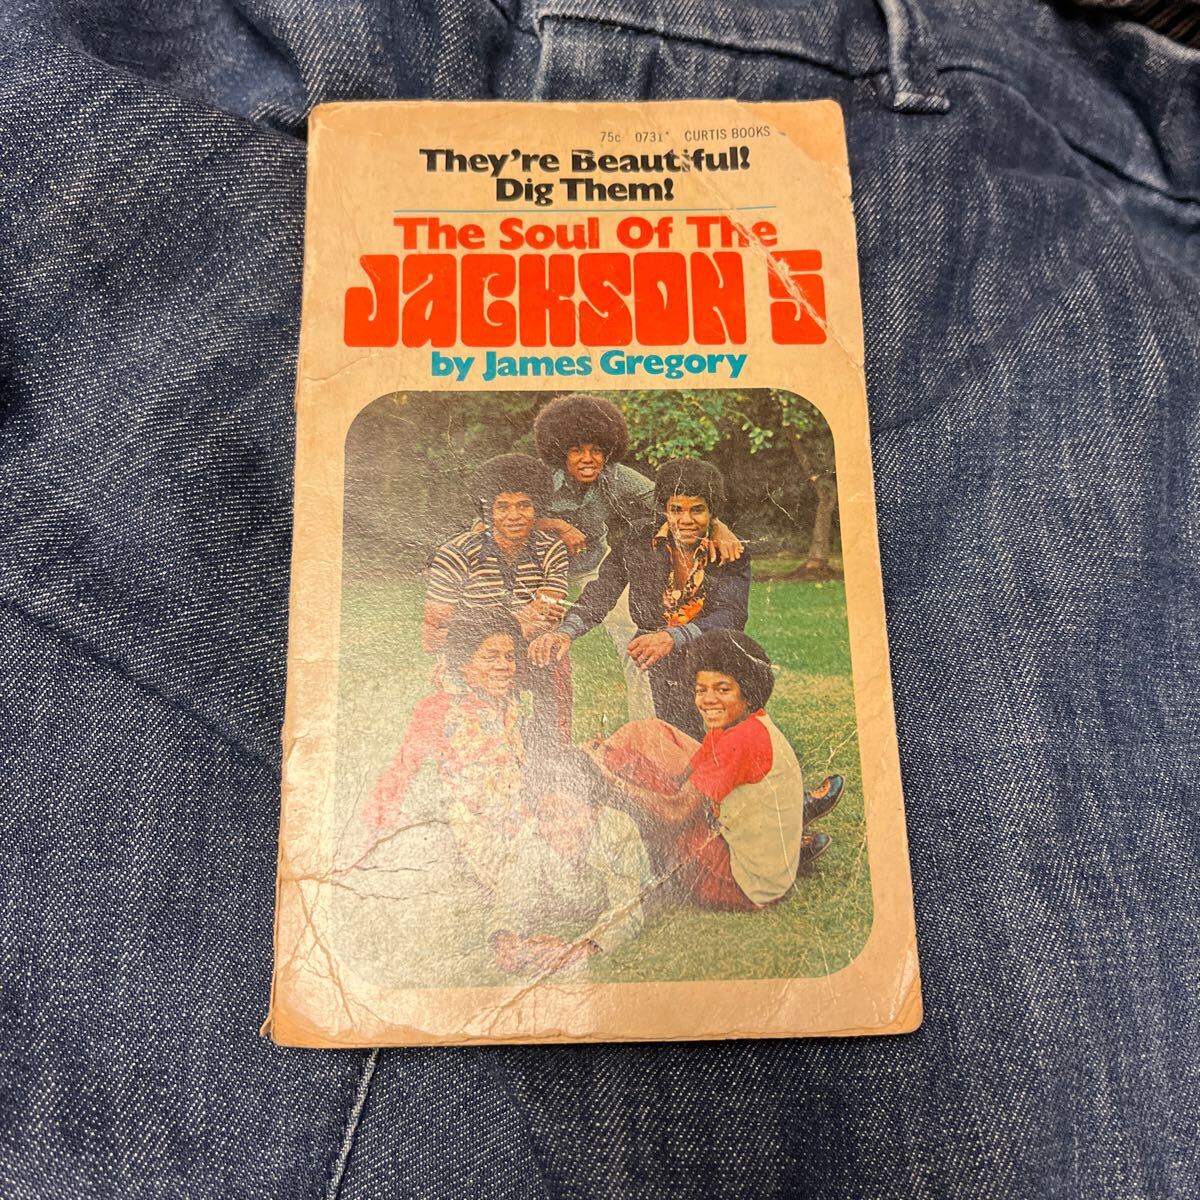 75c 0731 CURTIS BOOKS
They're Beautiful!
Dig Them!
The Soul Of The
JACKSON 5
by James Gregory